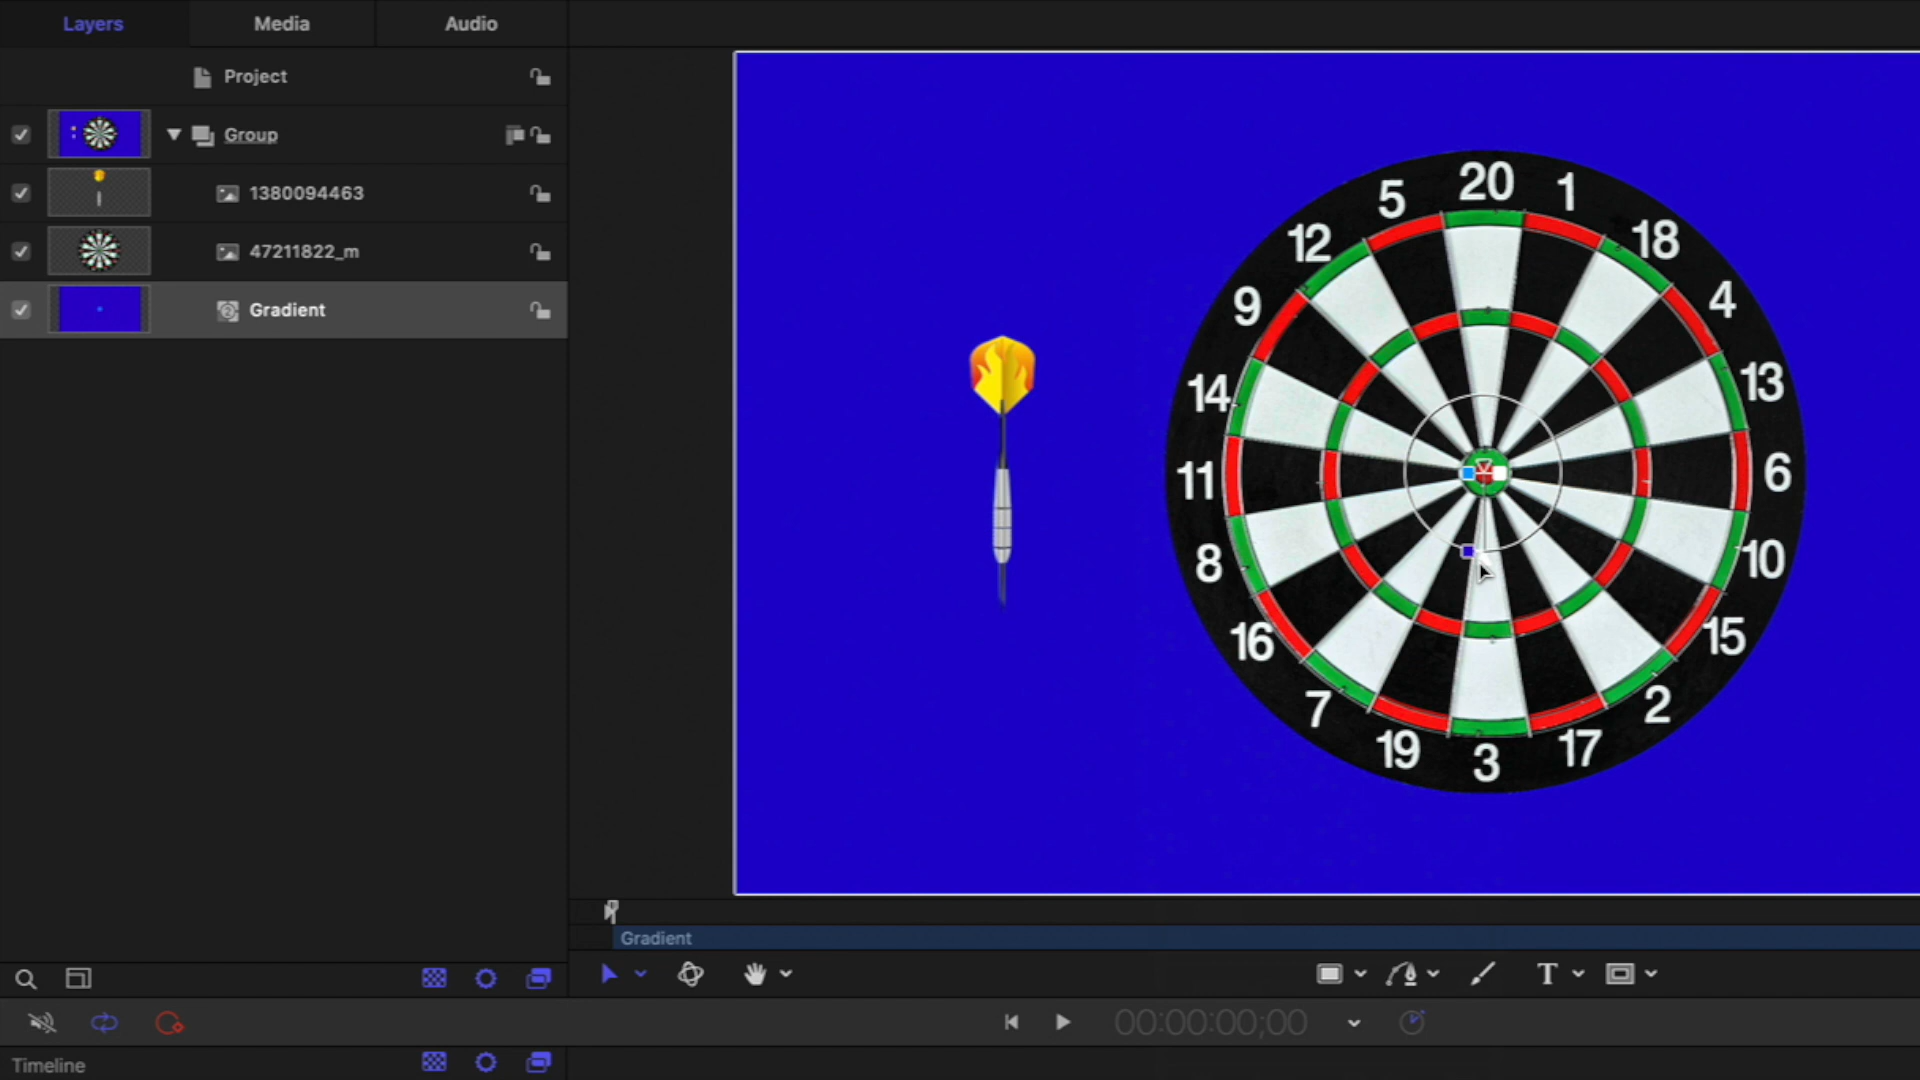 Layers Media Audio
Project
Group
1380094463
47211822_m
Gradient
20
5 1
12 18
9 4
14 13
11 6
8 10
16 15
7 2
19 17
3
Gradient
T
00:00:00;00
Timeline